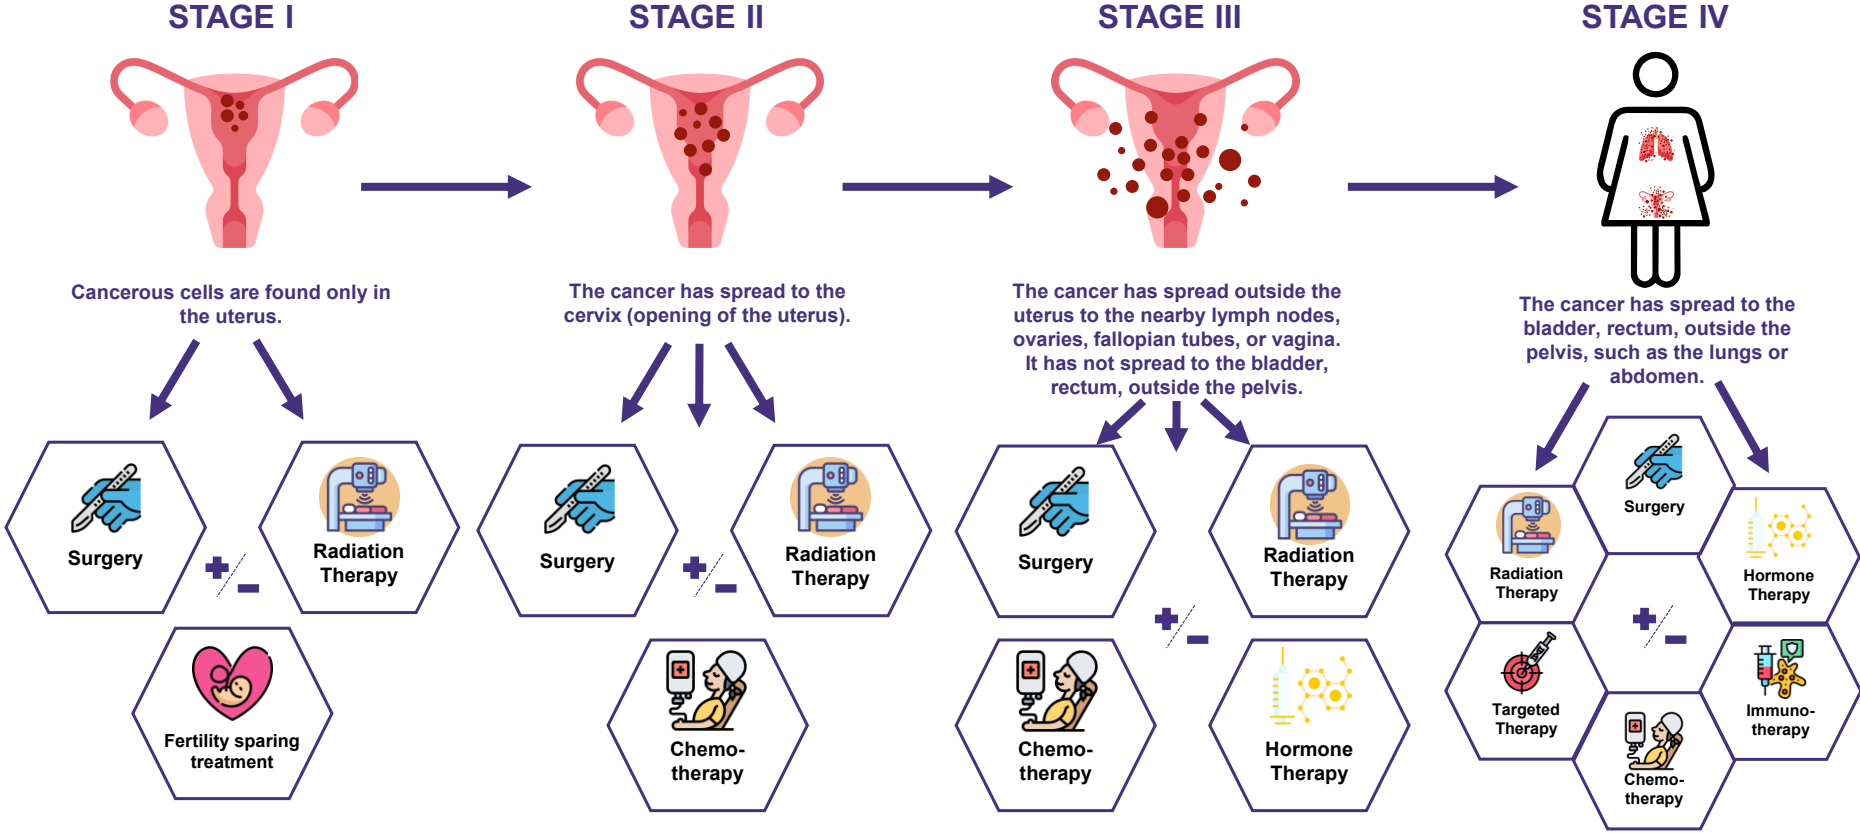 STAGE I
Cancerous cells are found only in
the uterus.
Surgery
+/-
Radiation
Therapy
Fertility sparing
treatment
STAGE II
The cancer has spread to the
cervix (opening of the uterus).
Surgery
+/-
Radiation
Therapy
Chemo-
therapy
STAGE III
The cancer has spread outside the
uterus to the nearby lymph nodes,
ovaries, fallopian tubes, or vagina.
It has not spread to the bladder,
rectum, outside the pelvis.
Surgery
Radiation
Therapy
+/-
Chemo-
therapy
Hormone
Therapy
STAGE IV
The cancer has spread to the
bladder, rectum, outside the
pelvis, such as the lungs or
abdomen.
Surgery
Radiation
Therapy
Hormone
Therapy
+/-
Targeted
Therapy
Immuno-
therapy
Chemo-
therapy